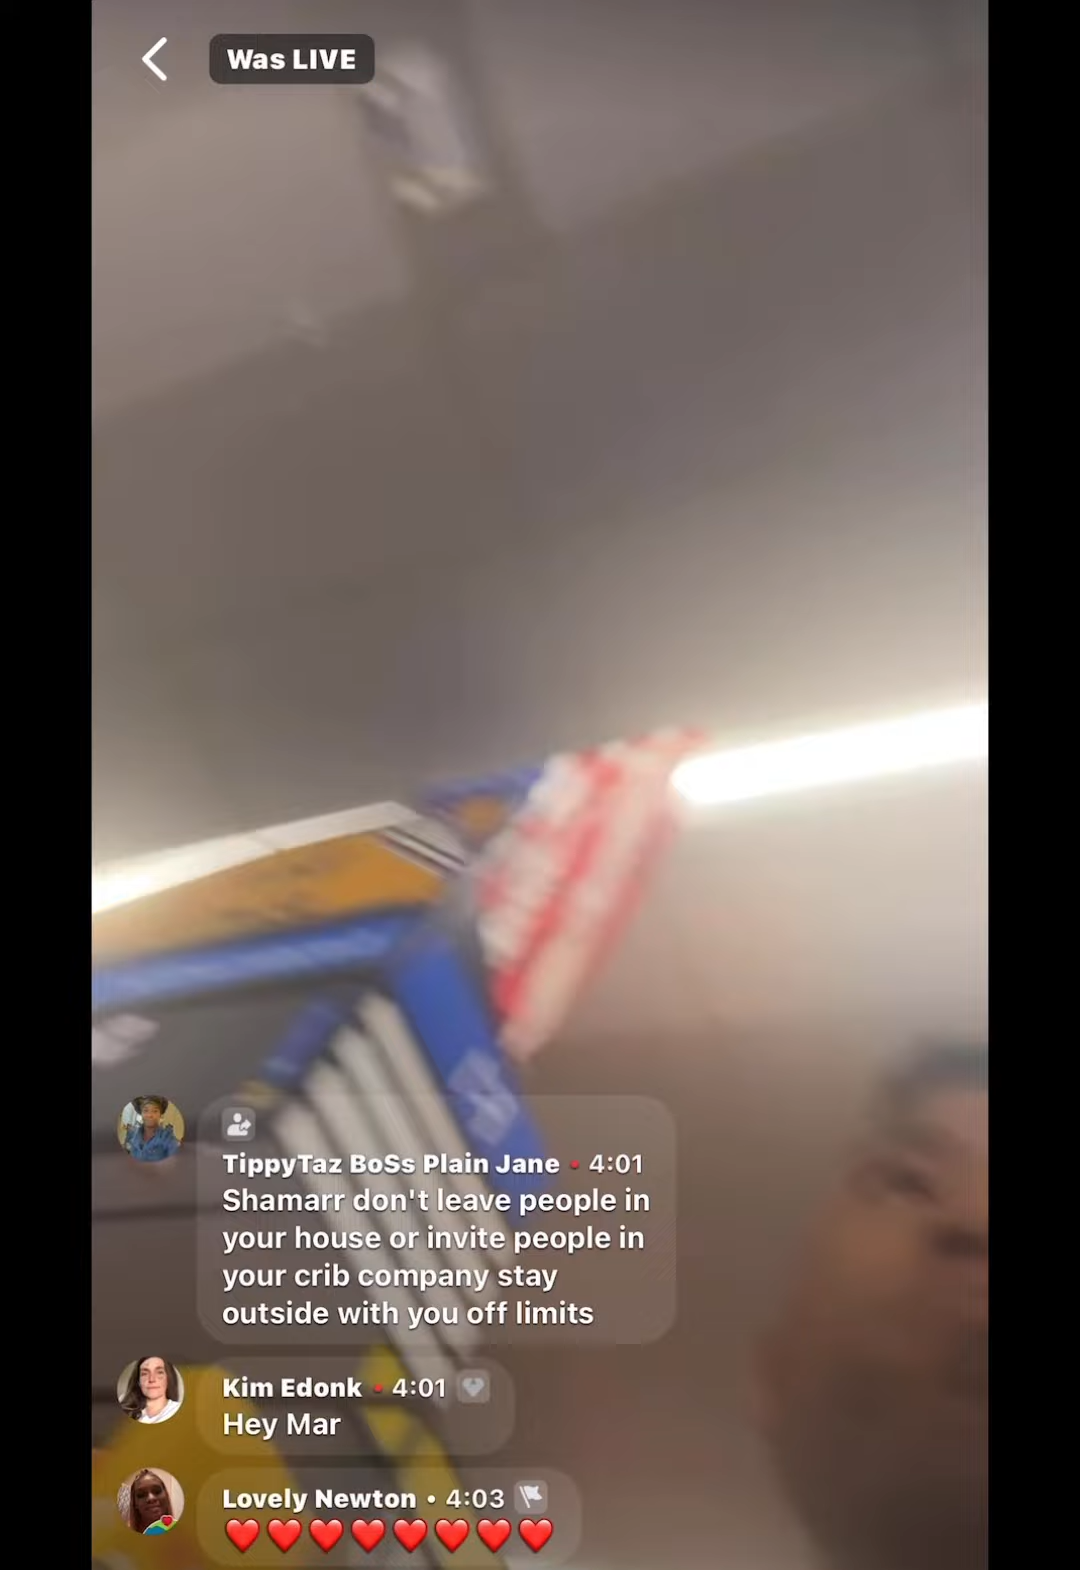 Was LIVE
TippyTaz BoSs Plain Jane • 4:01
Shamarr don't leave people in
your house or invite people in
your crib company stay
outside with you off limits
Kim Edonk • 4:01
Hey Mar
Lovely Newton • 4:03
❤️❤️❤️❤️❤️❤️❤️❤️